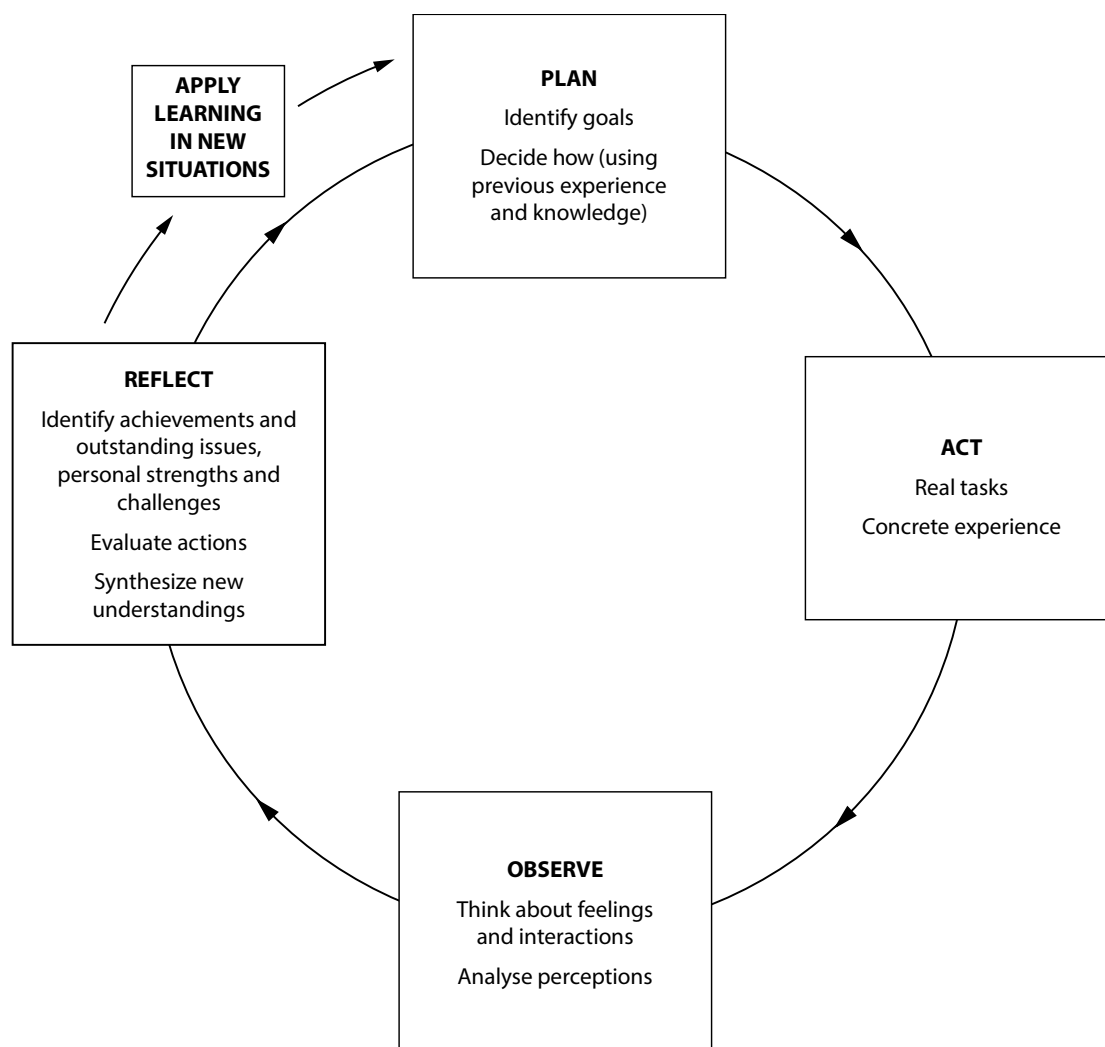 APPLY
LEARNING
IN NEW
SITUATIONS
PLAN
Identify goals
Decide how (using
previous experience
and knowledge)
ACT
Real tasks
Concrete experience
OBSERVE
Think about feelings
and interactions
Analyse perceptions
REFLECT
Identify achievements and
outstanding issues,
personal strengths and
challenges
Evaluate actions
Synthesize new
understandings